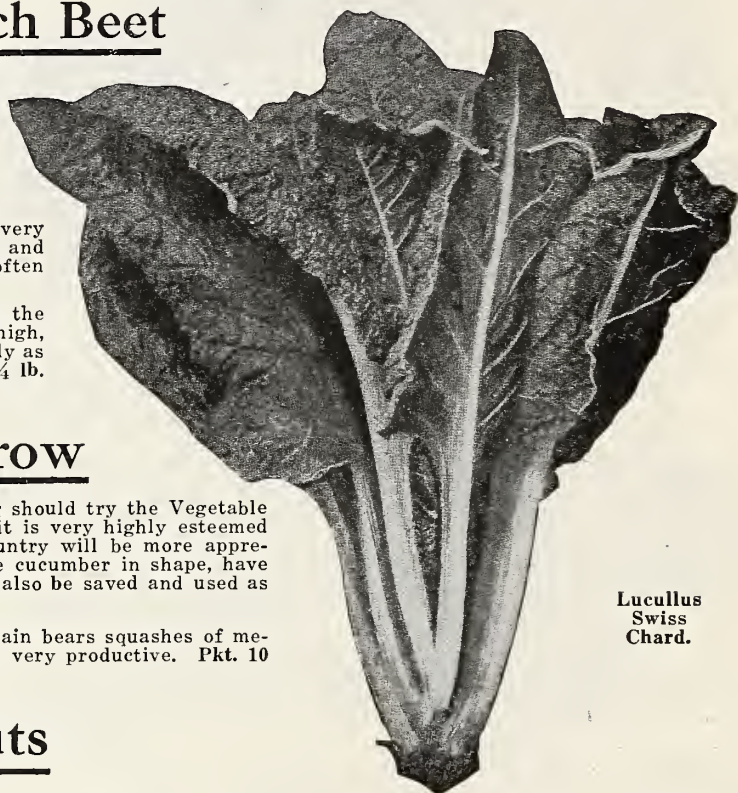 ch Beet
very
and
often
the
high,
ly as
¼ lb.
row
should try the Vegetable
it is very highly esteemed
untry will be more appre-
e cucumber in shape, have
also be saved and used as
ain bears squashes of me-
very productive. Pkt. 10
uts
Lucullus
Swiss
Chard.